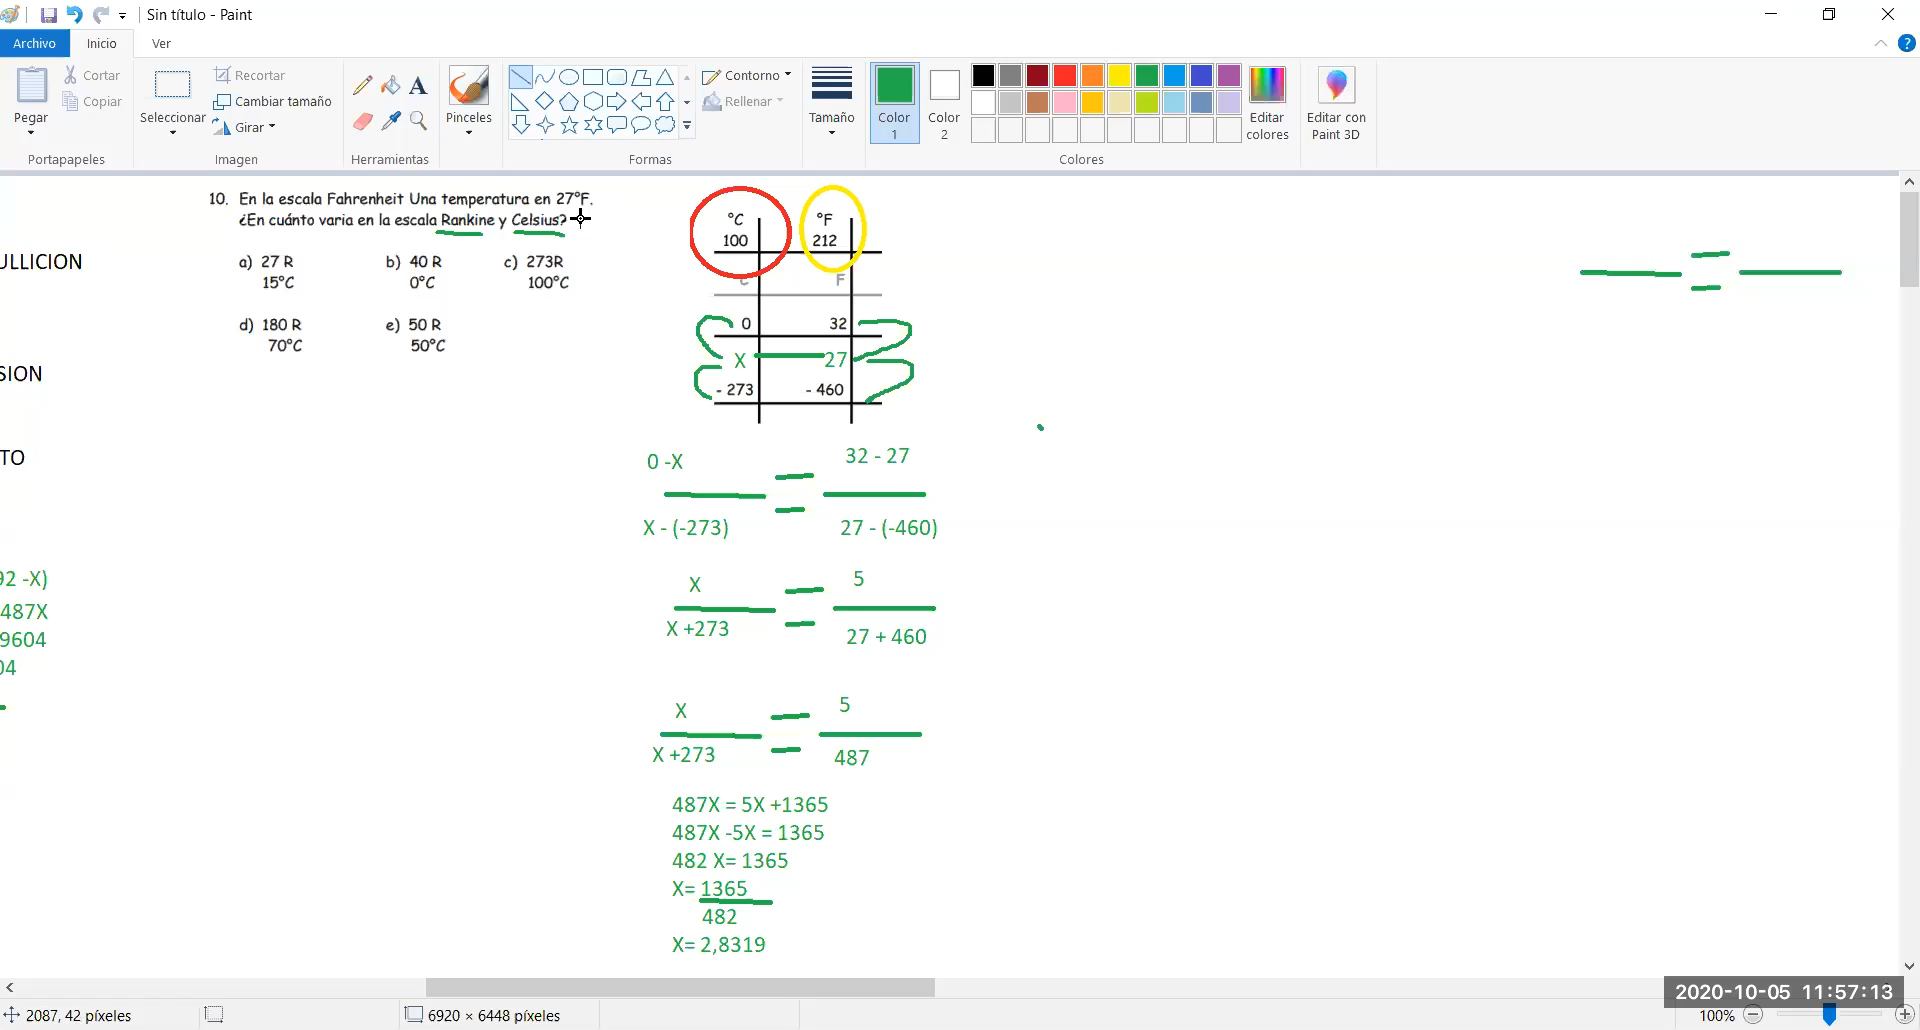 Sin título - Paint
Archivo
Inicio
Ver
Pegar
Cortar
Copiar
Portapapeles
Seleccionar
Recortar
Cambiar tamaño
Girar
Imagen
A
Herramientas
Pinceles
Contorno
Rellenar
Formas
Tamaño
Color
1
Color
2
Editar
colores
Editar con
Paint 3D
Colores
10. En la escala Fahrenheit Una temperatura en 27°F.
¿En cuánto varia en la escala Rankine y Celsius?
a) 27 R
15°C
b) 40 R
0°C
c) 273R
100°C
d) 180 R
70°C
e) 50 R
50°C
ULLICION
SION
TO
92 -X)
487X
9604
04
°C °F
100 212
C F
0 32
X 27
- 273 - 460
0 -X = 32 - 27
X - (-273) 27 - (-460)
X = 5
X +273 27 + 460
X = 5
X +273 487
487X = 5X +1365
487X -5X = 1365
482 X= 1365
X= 1365
482
X= 2,8319
2020-10-05 11:57:13
2087, 42 píxeles
6920 × 6448 píxeles
100%